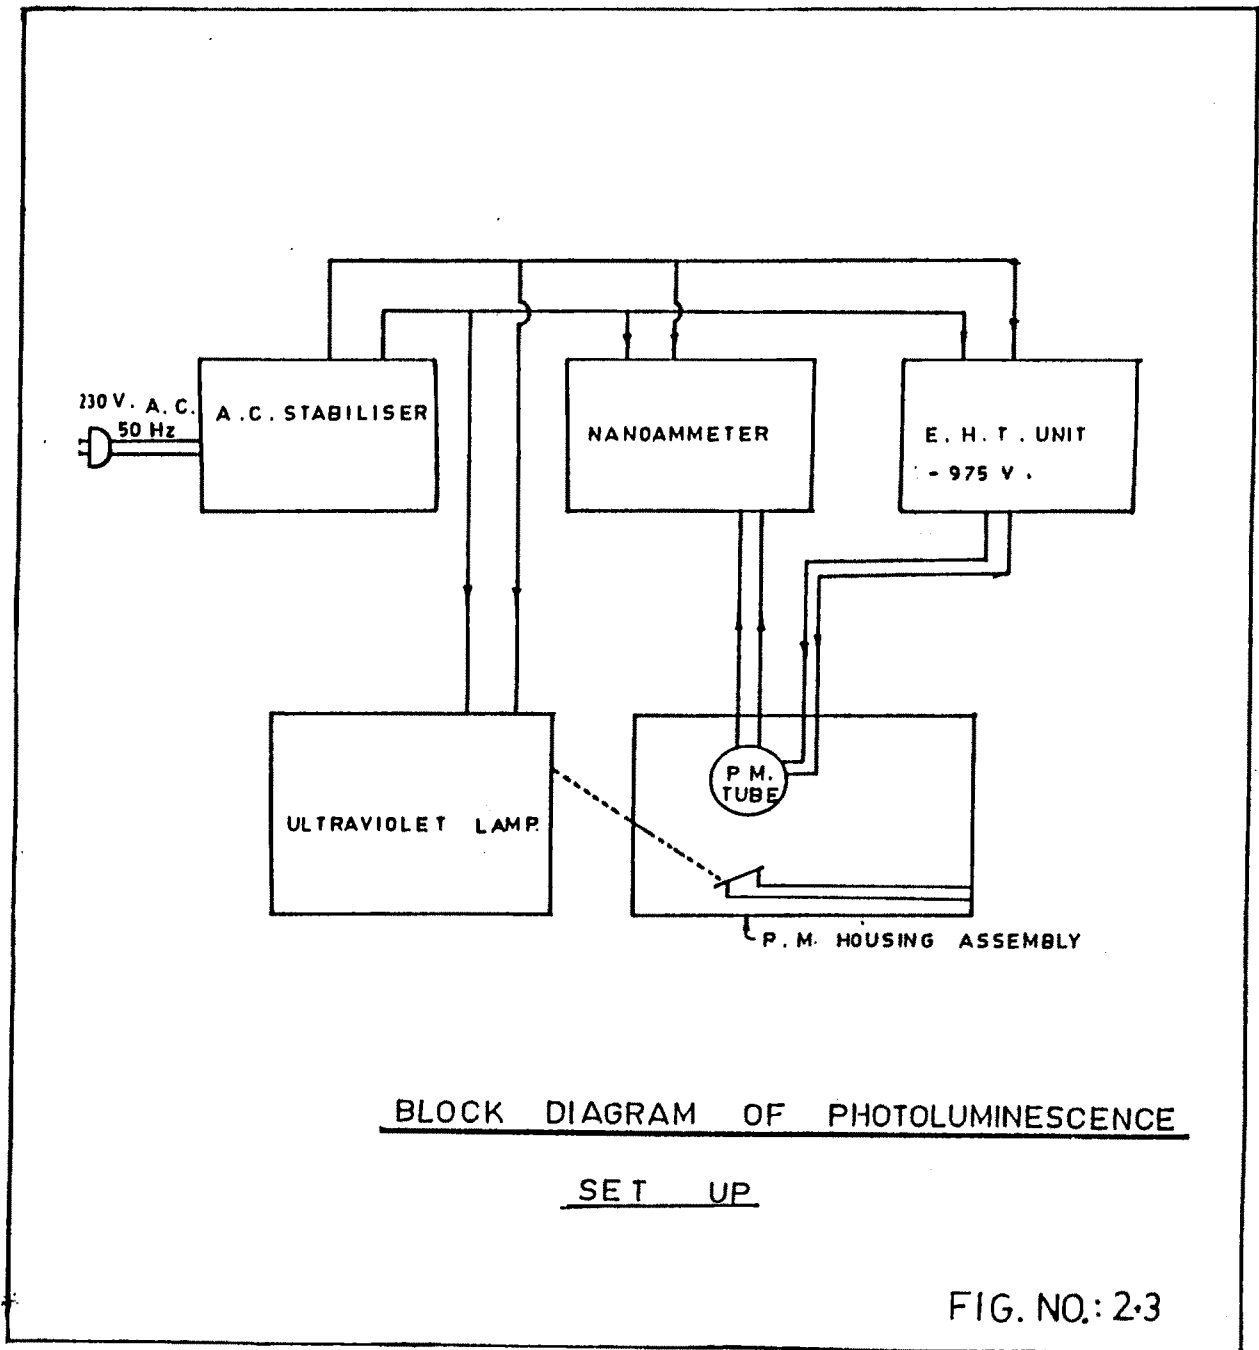 230 V. A.C.
50 Hz
A.C. STABILISER
NANOAMMETER
E. H. T. UNIT
- 975 V.
P M.
TUBE
ULTRAVIOLET LAMP.
P. M. HOUSING ASSEMBLY
BLOCK DIAGRAM OF PHOTOLUMINESCENCE
SET UP
FIG. NO.: 2.3